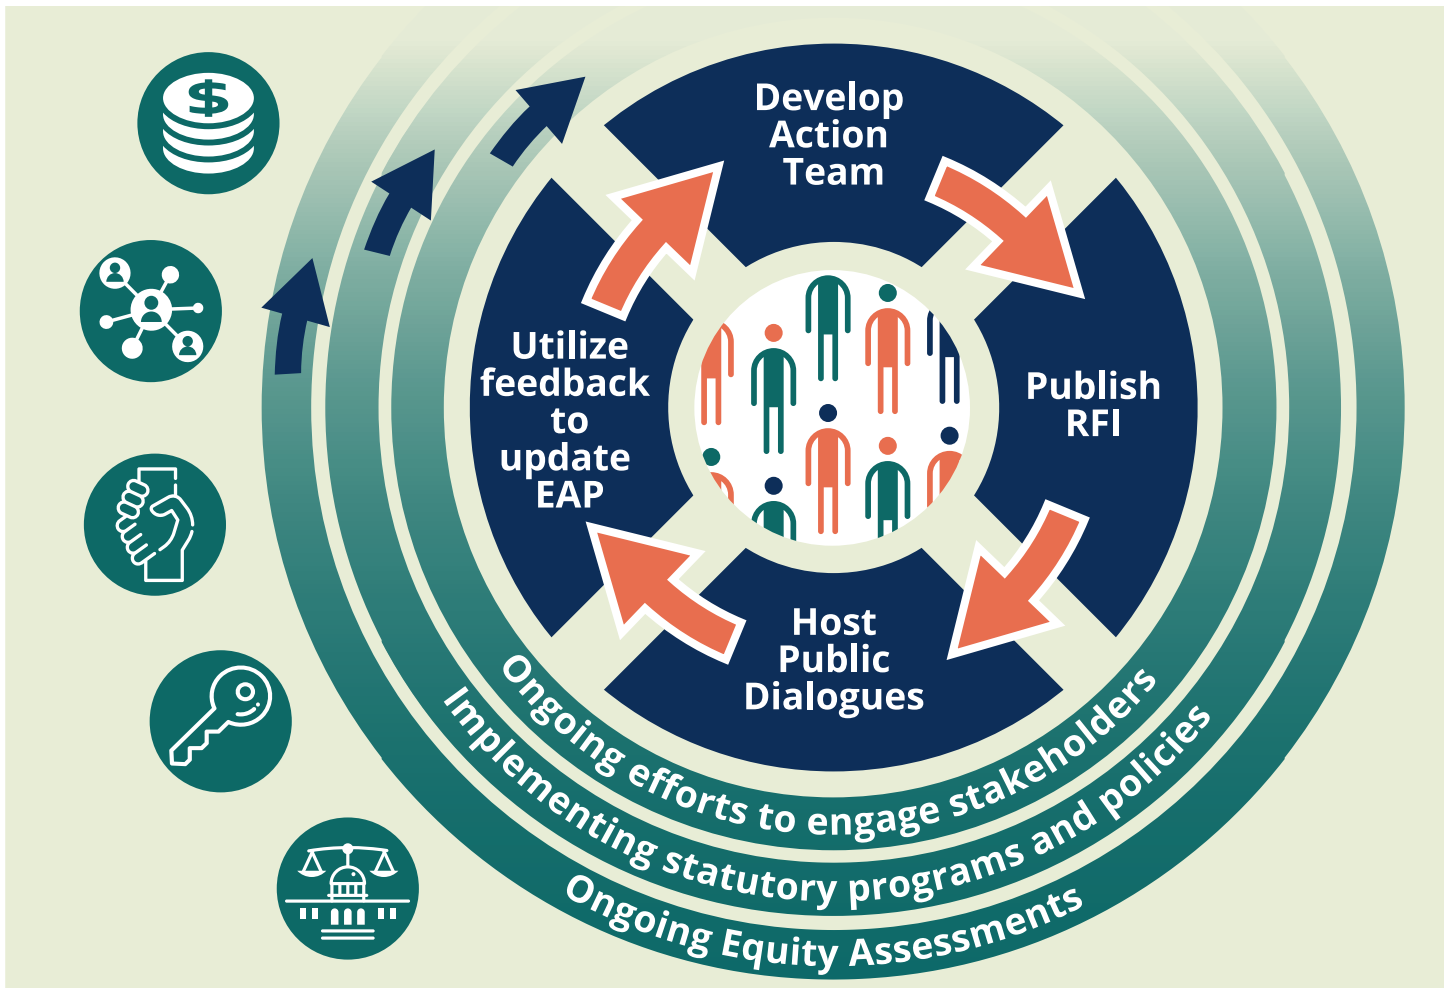 $
Develop
Action
Team
Publish
RFI
Host
Public
Dialogues
Utilize
feedback
to
update
EAP
Ongoing efforts to engage stakeholders
Implementing statutory programs and policies
Ongoing Equity Assessments